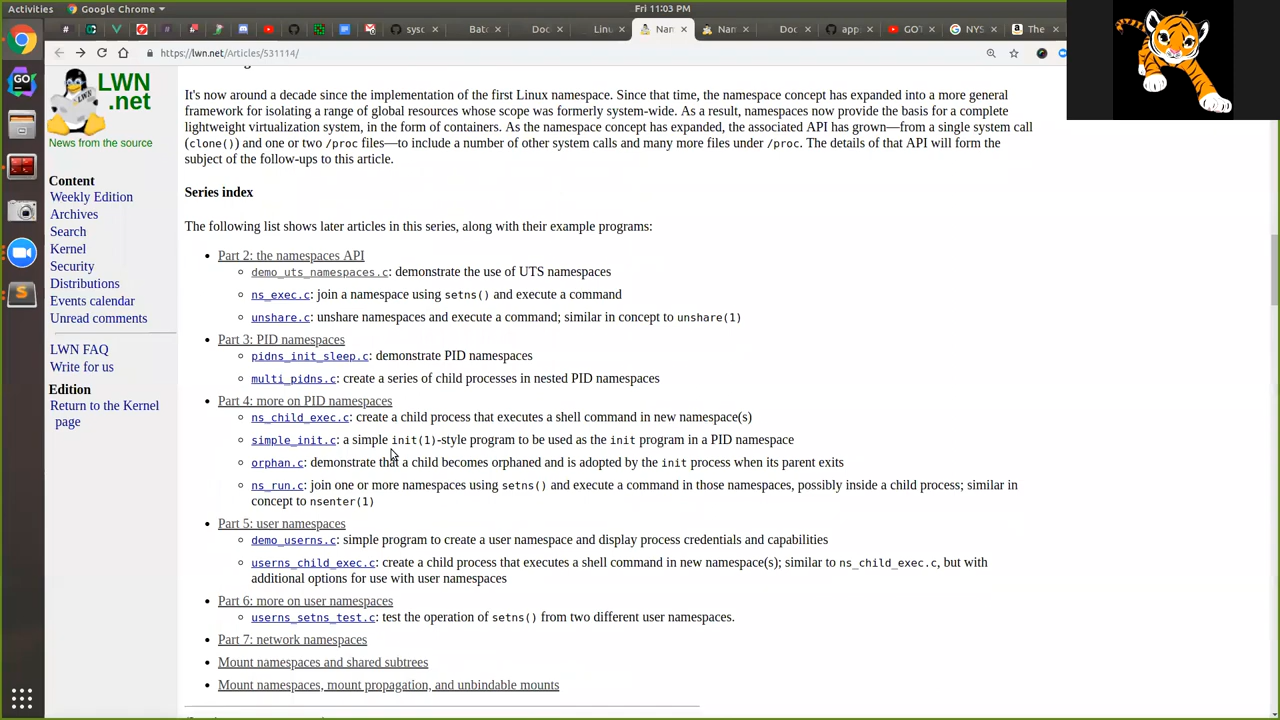 Activities
Google Chrome
Fri 11:03 PM
sysc
Batc
Doc
Linu
Nam
Nam
Doc
app
GOT
NYS
The
https://lwn.net/Articles/531114/
LWN
.net
News from the source
Content
Weekly Edition
Archives
Search
Kernel
Security
Distributions
Events calendar
Unread comments
LWN FAQ
Write for us
Edition
Return to the Kernel
page
It's now around a decade since the implementation of the first Linux namespace. Since that time, the namespace concept has expanded into a more general
framework for isolating a range of global resources whose scope was formerly system-wide. As a result, namespaces now provide the basis for a complete
lightweight virtualization system, in the form of containers. As the namespace concept has expanded, the associated API has grown—from a single system call
(clone()) and one or two /proc files—to include a number of other system calls and many more files under /proc. The details of that API will form the
subject of the follow-ups to this article.
Series index
The following list shows later articles in this series, along with their example programs:
Part 2: the namespaces API
demo_uts_namespaces.c: demonstrate the use of UTS namespaces
ns_exec.c: join a namespace using setns() and execute a command
unshare.c: unshare namespaces and execute a command; similar in concept to unshare(1)
Part 3: PID namespaces
pidns_init_sleep.c: demonstrate PID namespaces
multi_pidns.c: create a series of child processes in nested PID namespaces
Part 4: more on PID namespaces
ns_child_exec.c: create a child process that executes a shell command in new namespace(s)
simple_init.c: a simple init(1)-style program to be used as the init program in a PID namespace
orphan.c: demonstrate that a child becomes orphaned and is adopted by the init process when its parent exits
ns_run.c: join one or more namespaces using setns() and execute a command in those namespaces, possibly inside a child process; similar in
concept to nsenter(1)
Part 5: user namespaces
demo_userns.c: simple program to create a user namespace and display process credentials and capabilities
userns_child_exec.c: create a child process that executes a shell command in new namespace(s); similar to ns_child_exec.c, but with
additional options for use with user namespaces
Part 6: more on user namespaces
userns_setns_test.c: test the operation of setns() from two different user namespaces.
Part 7: network namespaces
Mount namespaces and shared subtrees
Mount namespaces, mount propagation, and unbindable mounts